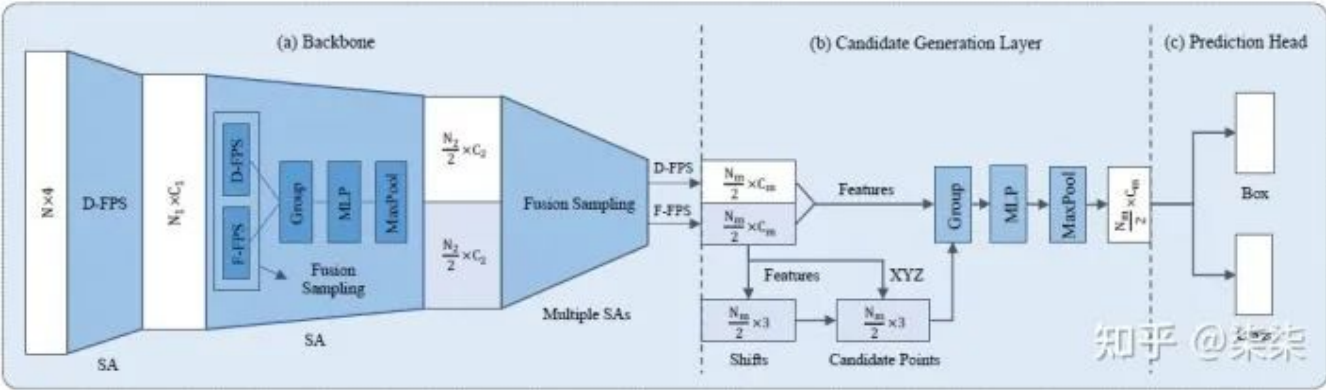 (a) Backbone
N×4
D-FPS
SA
N₁×C₁
D-FPS
F-FPS
Group
MLP
MaxPool
Fusion
Sampling
SA
N₂/2 ×C₂
N₂/2 ×C₂
Fusion Sampling
Multiple SAs
D-FPS
F-FPS
(b) Candidate Generation Layer
Nₘ/2 ×Cₘ
Nₘ/2 ×Cₘ
Features
Features
XYZ
Nₘ/2 ×3
Shifts
Nₘ/2 ×3
Candidate Points
Group
MLP
MaxPool
Nₘ/2 ×Cₘ
(c) Prediction Head
Box
知乎 @柒柒